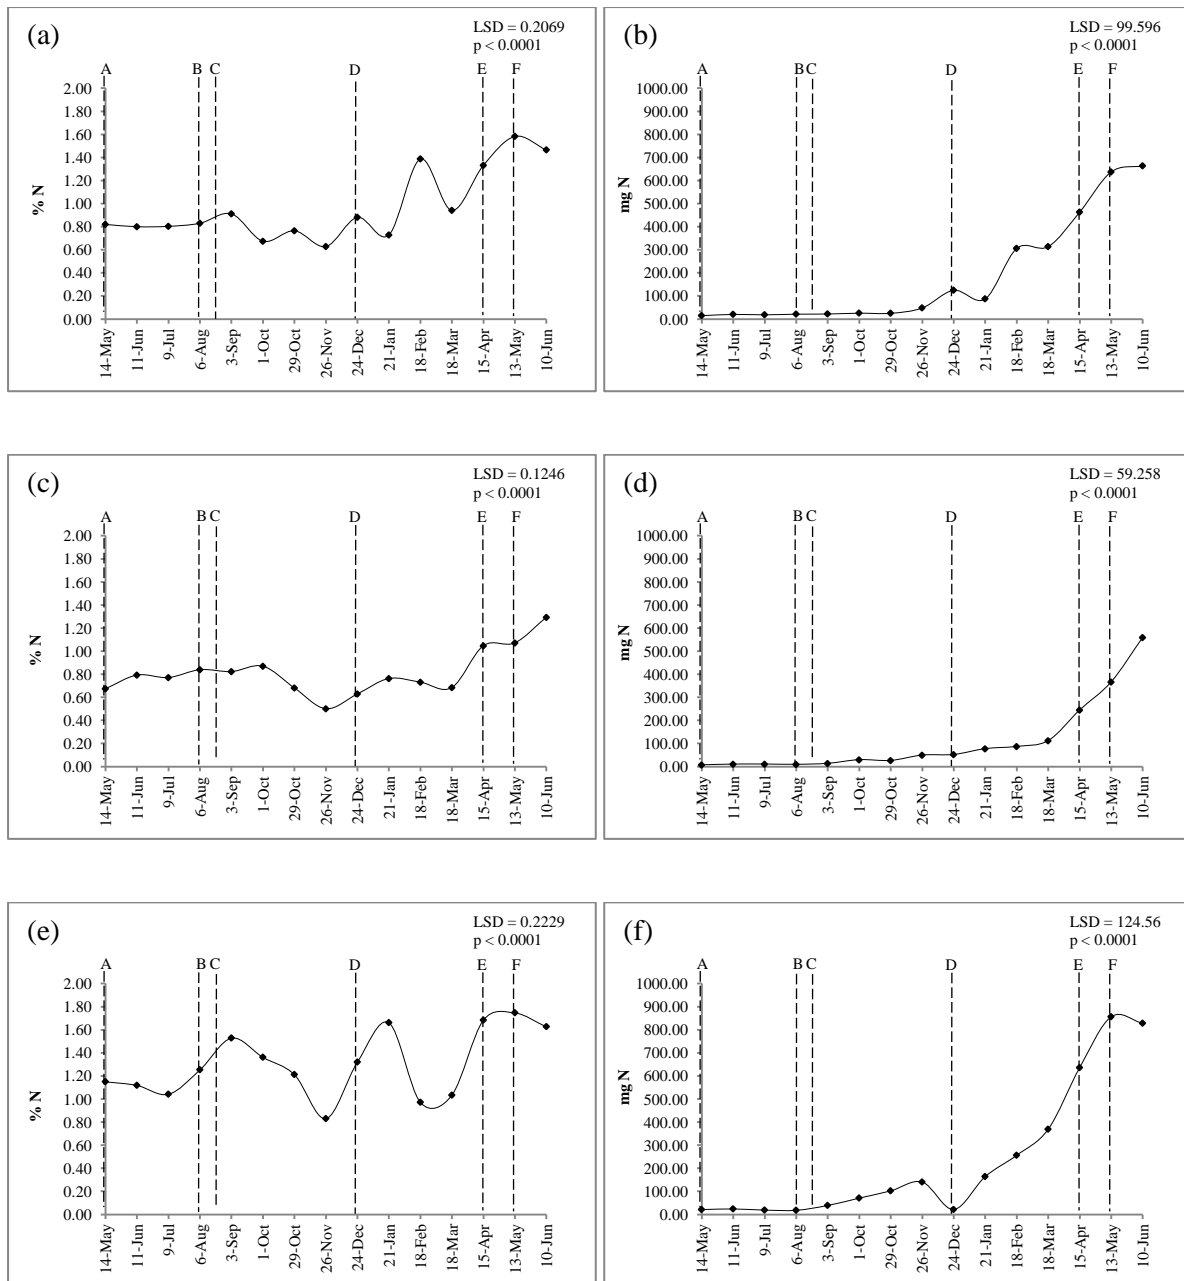 (a)
LSD = 0.2069
p < 0.0001
A B C D E F
2.00
1.80
1.60
1.40
1.20
1.00
0.80
0.60
0.40
0.20
0.00
% N
14-May 11-Jun 9-Jul 6-Aug 3-Sep 1-Oct 29-Oct 26-Nov 24-Dec 21-Jan 18-Feb 18-Mar 15-Apr 13-May 10-Jun
(b)
LSD = 99.596
p < 0.0001
A B C D E F
1000.00
900.00
800.00
700.00
600.00
500.00
400.00
300.00
200.00
100.00
0.00
mg N
14-May 11-Jun 9-Jul 6-Aug 3-Sep 1-Oct 29-Oct 26-Nov 24-Dec 21-Jan 18-Feb 18-Mar 15-Apr 13-May 10-Jun
(c)
LSD = 0.1246
p < 0.0001
A B C D E F
2.00
1.80
1.60
1.40
1.20
1.00
0.80
0.60
0.40
0.20
0.00
% N
14-May 11-Jun 9-Jul 6-Aug 3-Sep 1-Oct 29-Oct 26-Nov 24-Dec 21-Jan 18-Feb 18-Mar 15-Apr 13-May 10-Jun
(d)
LSD = 59.258
p < 0.0001
A B C D E F
1000.00
900.00
800.00
700.00
600.00
500.00
400.00
300.00
200.00
100.00
0.00
mg N
14-May 11-Jun 9-Jul 6-Aug 3-Sep 1-Oct 29-Oct 26-Nov 24-Dec 21-Jan 18-Feb 18-Mar 15-Apr 13-May 10-Jun
(e)
LSD = 0.2229
p < 0.0001
A B C D E F
2.00
1.80
1.60
1.40
1.20
1.00
0.80
0.60
0.40
0.20
0.00
% N
14-May 11-Jun 9-Jul 6-Aug 3-Sep 1-Oct 29-Oct 26-Nov 24-Dec 21-Jan 18-Feb 18-Mar 15-Apr 13-May 10-Jun
(f)
LSD = 124.56
p < 0.0001
A B C D E F
1000.00
900.00
800.00
700.00
600.00
500.00
400.00
300.00
200.00
100.00
0.00
mg N
14-May 11-Jun 9-Jul 6-Aug 3-Sep 1-Oct 29-Oct 26-Nov 24-Dec 21-Jan 18-Feb 18-Mar 15-Apr 13-May 10-Jun